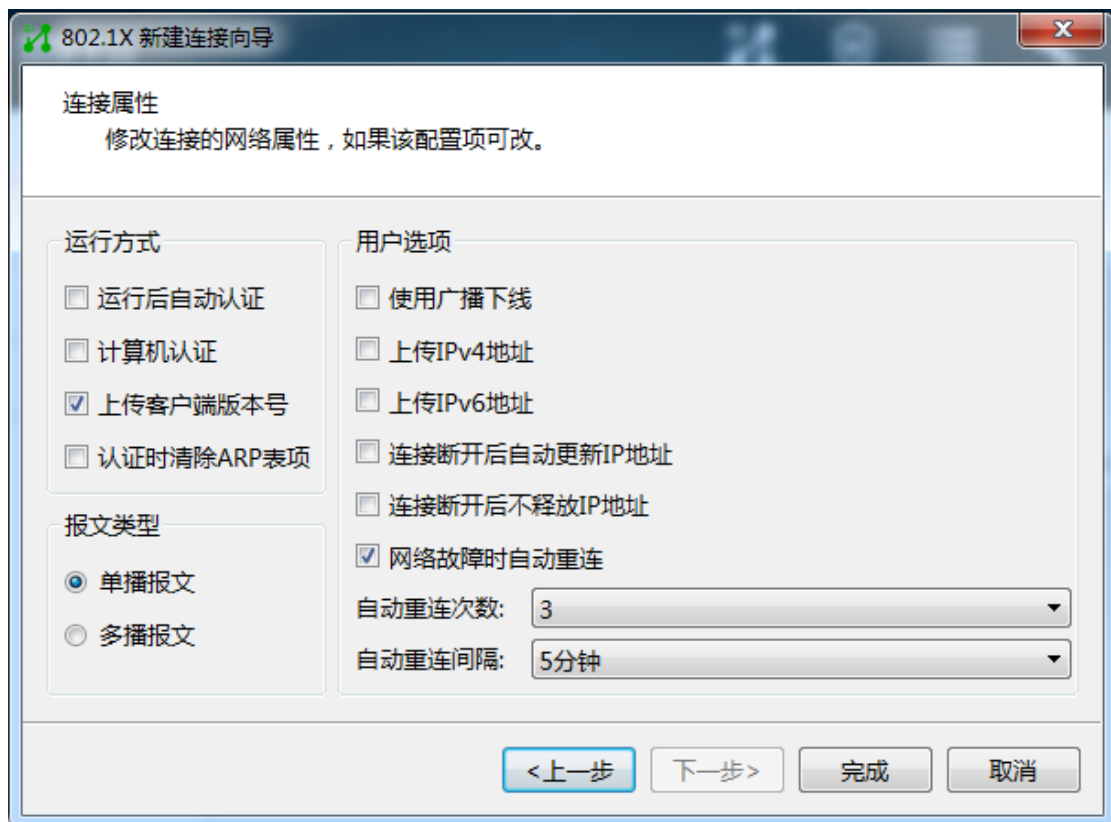 802.1X 新建连接向导
连接属性
修改连接的网络属性，如果该配置项可改。
运行方式
运行后自动认证
计算机认证
上传客户端版本号
认证时清除ARP表项
报文类型
单播报文
多播报文
用户选项
使用广播下线
上传IPv4地址
上传IPv6地址
连接断开后自动更新IP地址
连接断开后不释放IP地址
网络故障时自动重连
自动重连次数: 3
自动重连间隔: 5分钟
<上一步 下一步> 完成 取消